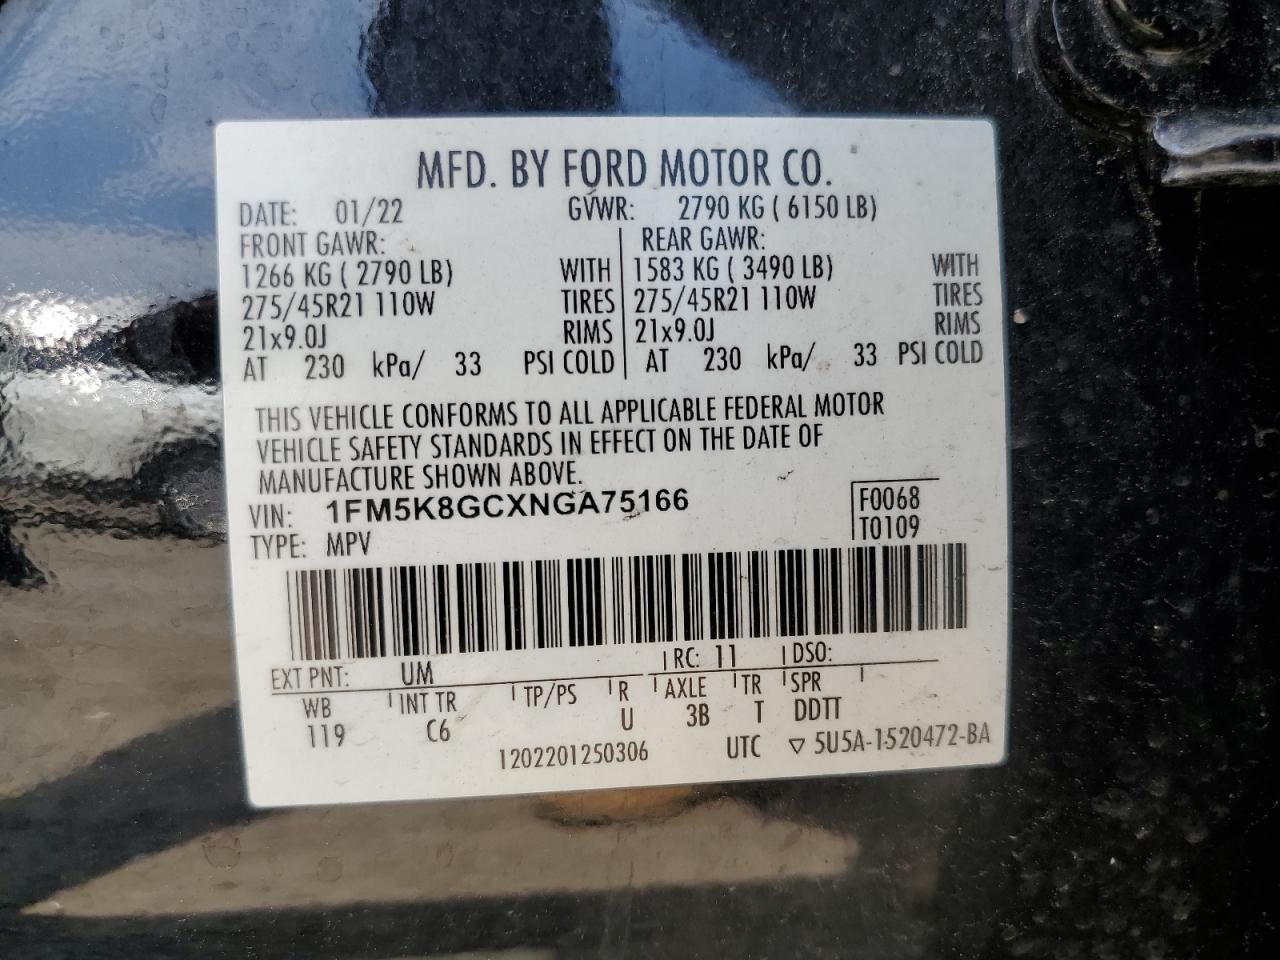 MFD. BY FORD MOTOR CO.
DATE: 01/22 GVWR: 2790 KG ( 6150 LB)
FRONT GAWR: REAR GAWR:
1266 KG ( 2790 LB) WITH 1583 KG ( 3490 LB) WITH
275/45R21 110W TIRES 275/45R21 110W TIRES
21x9.0J RIMS 21x9.0J RIMS
AT 230 kPa/ 33 PSI COLD AT 230 kPa/ 33 PSI COLD
THIS VEHICLE CONFORMS TO ALL APPLICABLE FEDERAL MOTOR
VEHICLE SAFETY STANDARDS IN EFFECT ON THE DATE OF
MANUFACTURE SHOWN ABOVE.
VIN: 1FM5K8GCXNGA75166 F0068
TYPE: MPV T0109
EXT PNT: UM RC: 11 DSO:
WB INT TR TP/PS R AXLE TR SPR
119 C6 U 3B T DDTT
1202201250306 UTC ▽ 5U5A-1520472-BA